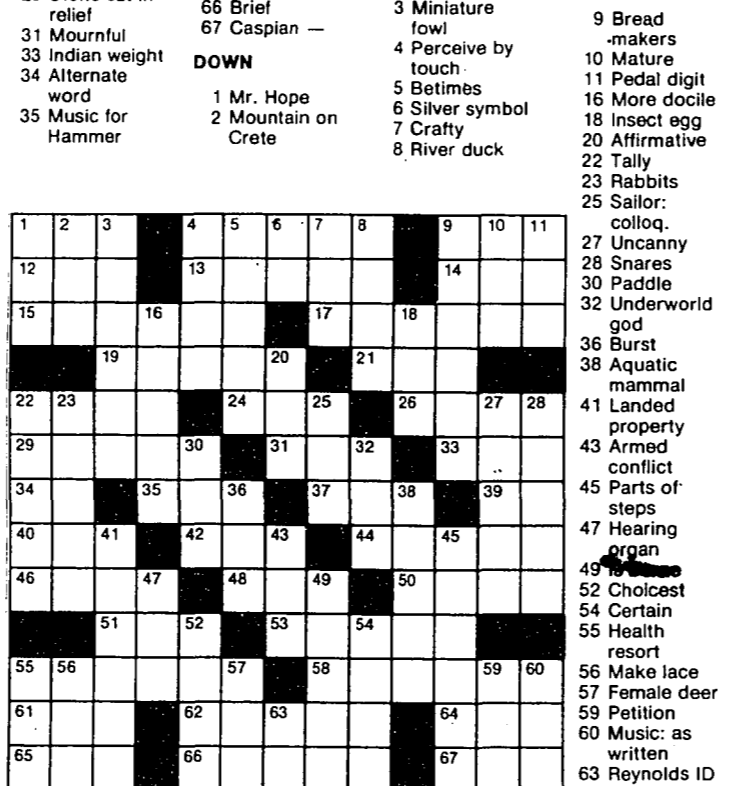 relief
31 Mournful
33 Indian weight
34 Alternate
word
35 Music for
Hammer
66 Brief
67 Caspian —
DOWN
1 Mr. Hope
2 Mountain on
Crete
3 Miniature
fowl
4 Perceive by
touch
5 Betimes
6 Silver symbol
7 Crafty
8 River duck
9 Bread
makers
10 Mature
11 Pedal digit
16 More docile
18 Insect egg
20 Affirmative
22 Tally
23 Rabbits
25 Sailor:
colloq.
27 Uncanny
28 Snares
30 Paddle
32 Underworld
god
36 Burst
38 Aquatic
mammal
41 Landed
property
43 Armed
conflict
45 Parts of
steps
47 Hearing
organ
49
52 Choicest
54 Certain
55 Health
resort
56 Make lace
57 Female deer
59 Petition
60 Music: as
written
63 Reynolds ID
1 2 3 4 5 6 7 8 9 10 11
12 13 14
15 16 17 18
19 20 21
22 23 24 25 26 27 28
29 30 31 32 33
34 35 36 37 38 39
40 41 42 43 44 45
46 47 48 49 50
51 52 53 54
55 56 57 58 59 60
61 62 63 64
65 66 67